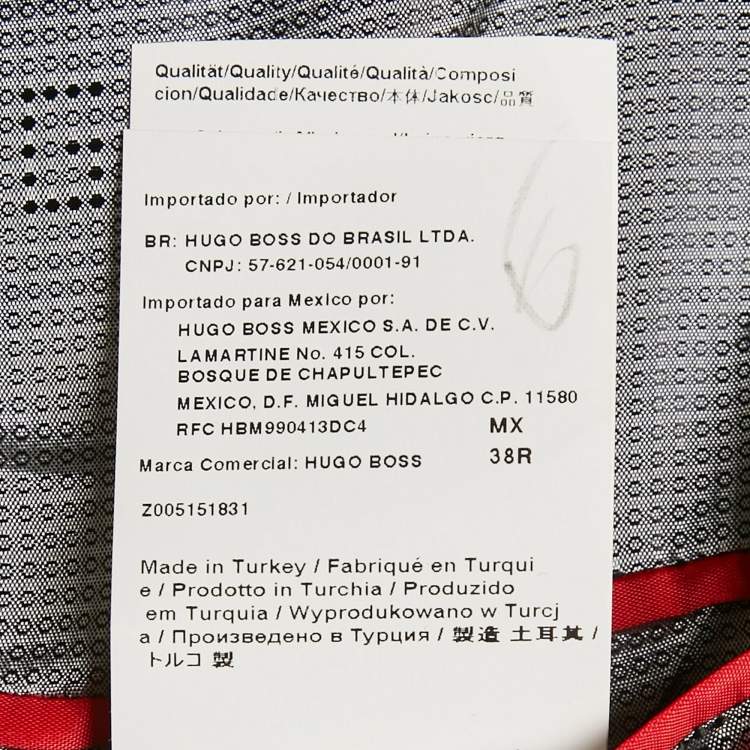 Qualität/Quality/Qualité/Qualità/Composi
cion/Qualidade/Качество/本体/Jakosc/品質
Importado por: / Importador
BR: HUGO BOSS DO BRASIL LTDA.
CNPJ: 57-621-054/0001-91
Importado para Mexico por:
HUGO BOSS MEXICO S.A. DE C.V.
LAMARTINE No. 415 COL.
BOSQUE DE CHAPULTEPEC
MEXICO, D.F. MIGUEL HIDALGO C.P. 11580
RFC HBM990413DC4 MX
Marca Comercial: HUGO BOSS 38R
Z005151831
Made in Turkey / Fabriqué en Turqui
e / Prodotto in Turchia / Produzido
em Turquia / Wyprodukowano w Turcj
a / Произведено в Турция / 製造 土耳其 /
トルコ 製